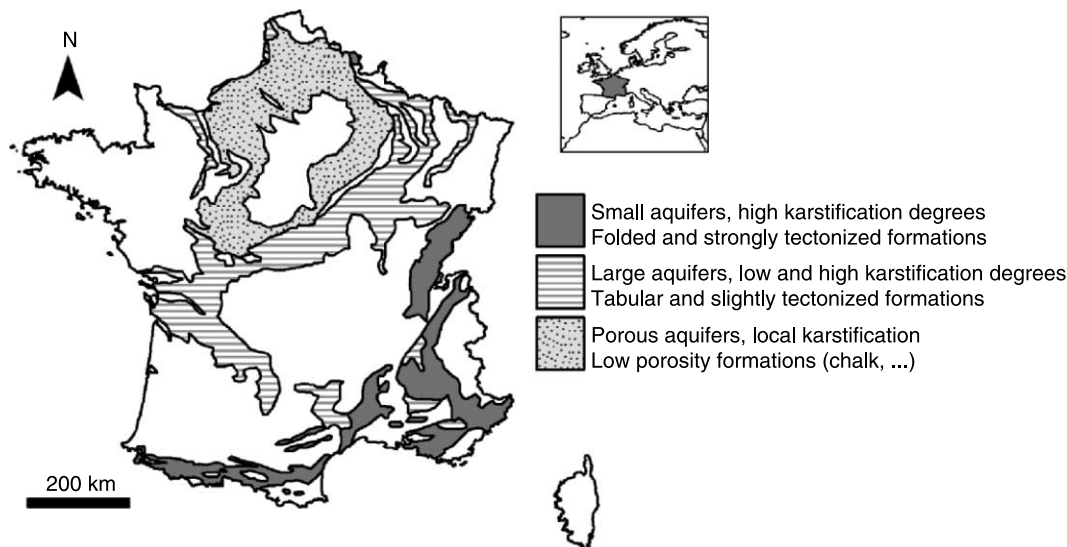 N
Small aquifers, high karstification degrees
Folded and strongly tectonized formations
Large aquifers, low and high karstification degrees
Tabular and slightly tectonized formations
Porous aquifers, local karstification
Low porosity formations (chalk, ...)
200 km